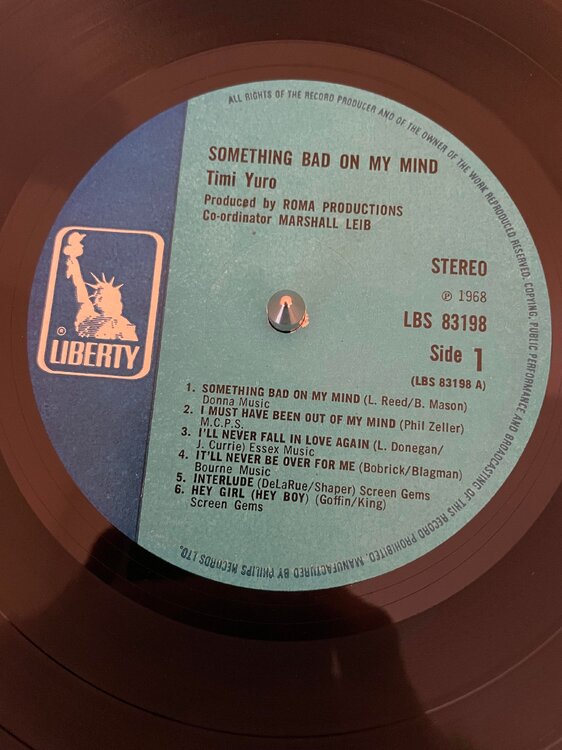 ALL RIGHTS OF THE RECORD PRODUCER AND OF THE OWNER OF THE WORK REPRODUCED RESERVED. COPYING, PUBLIC PERFORMANCE AND BROADCASTING OF THIS RECORD PROHIBITED. MANUFACTURED BY PHILIPS RECORDS LTD.
SOMETHING BAD ON MY MIND
Timi Yuro
Produced by ROMA PRODUCTIONS
Co-ordinator MARSHALL LEIB
STEREO
℗ 1968
LBS 83198
Side 1
(LBS 83198 A)
®
LIBERTY
1. SOMETHING BAD ON MY MIND (L. Reed/B. Mason)
Donna Music
2. I MUST HAVE BEEN OUT OF MY MIND (Phil Zeller)
M.C.P.S.
3. I'LL NEVER FALL IN LOVE AGAIN (L. Donegan/
J. Currie) Essex Music
4. IT'LL NEVER BE OVER FOR ME (Bobrick/Blagman)
Bourne Music
5. INTERLUDE (DeLaRue/Shaper) Screen Gems
6. HEY GIRL (HEY BOY) (Goffin/King)
Screen Gems